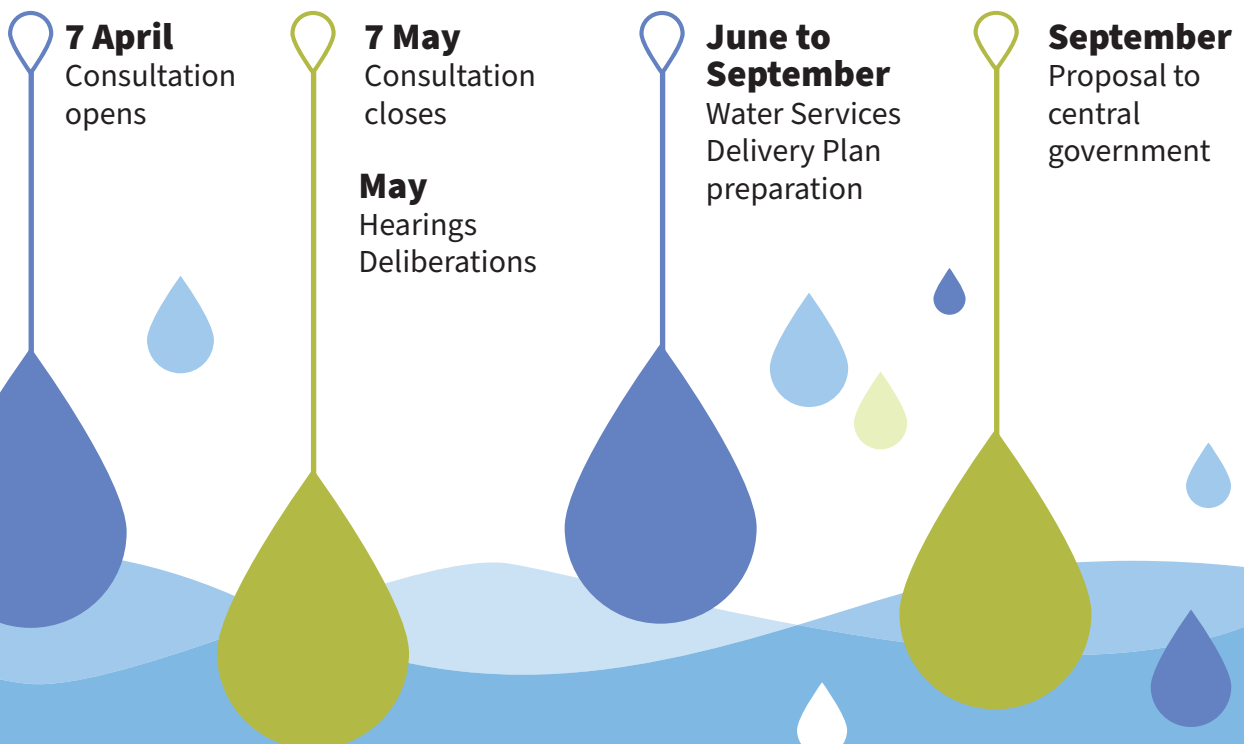 7 April
Consultation
opens
7 May
Consultation
closes
May
Hearings
Deliberations
June to
September
Water Services
Delivery Plan
preparation
September
Proposal to
central
government